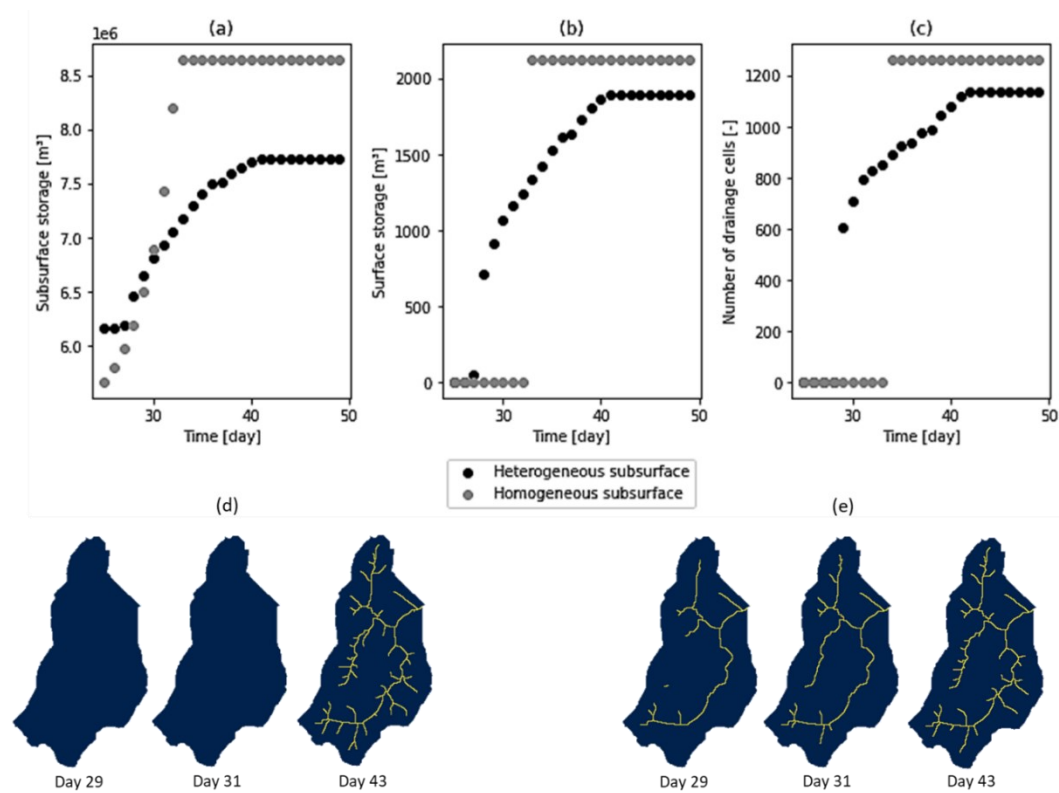 (a)
(b)
(c)
1e6
Subsurface storage [m³]
8.5
8.0
7.5
7.0
6.5
6.0
30
40
50
Time [day]
Surface storage [m³]
2000
1500
1000
500
0
30
40
50
Time [day]
Number of drainage cells [-]
1200
1000
800
600
400
200
0
30
40
50
Time [day]
Heterogeneous subsurface
Homogeneous subsurface
(d)
(e)
Day 29
Day 31
Day 43
Day 29
Day 31
Day 43